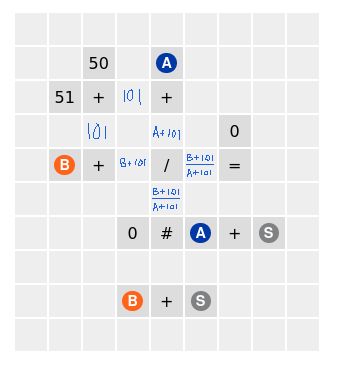 50 A
51 + 101 +
101 A+101 0
B + B+101 / B+101/A+101 =
B+101/A+101
0 # A + S
B + S